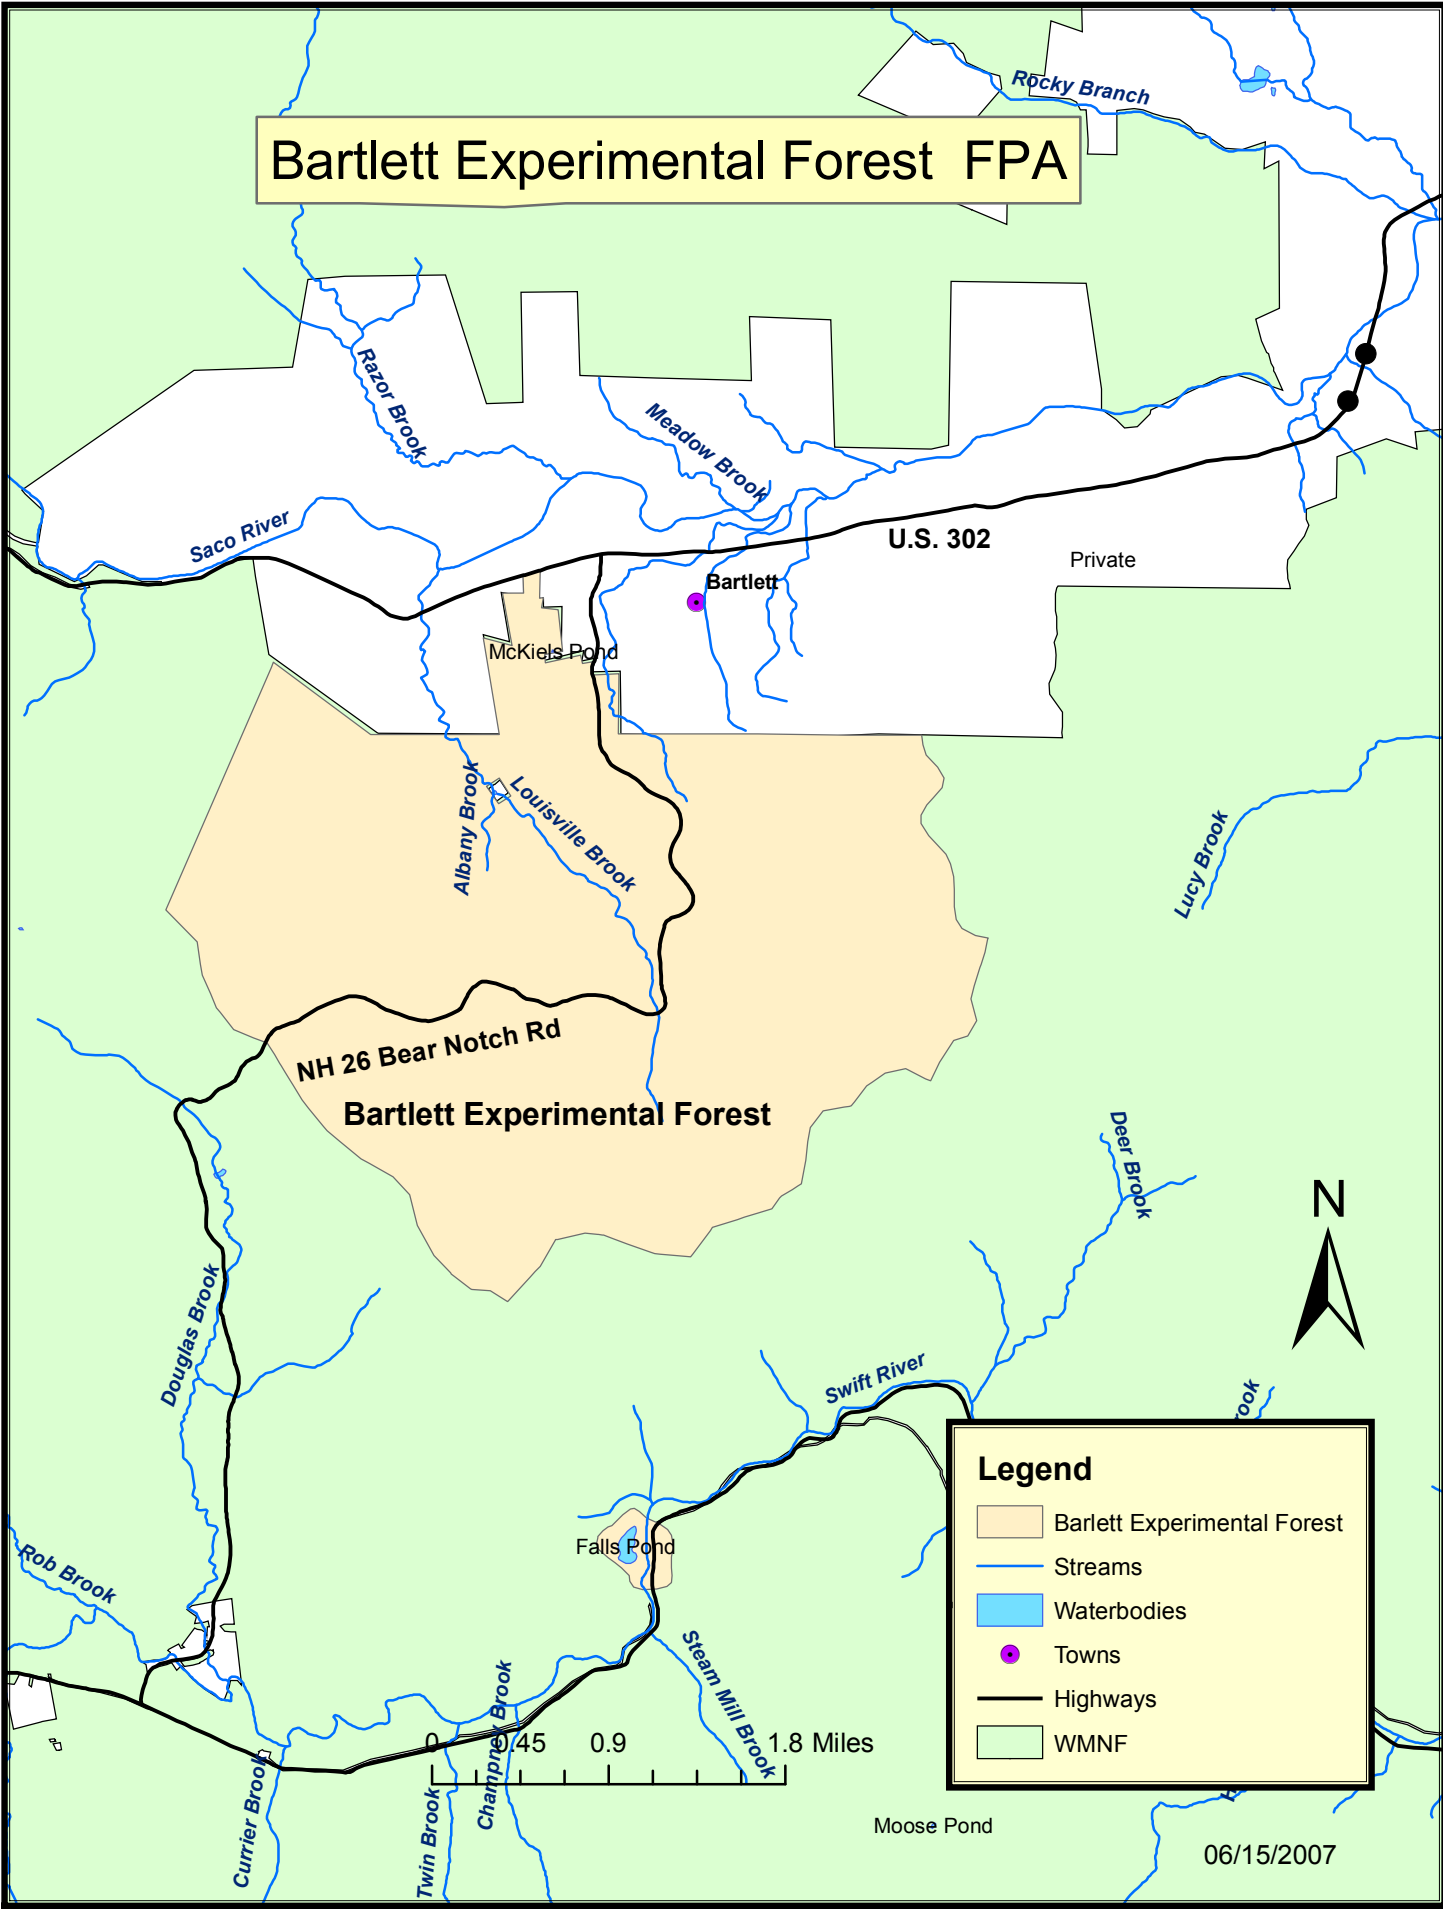 Rocky Branch
Bartlett Experimental Forest FPA
Razor Brook
Meadow Brook
Saco River
U.S. 302
Private
Bartlett
McKiels Pond
Albany Brook
Louisville Brook
Lucy Brook
NH 26 Bear Notch Rd
Bartlett Experimental Forest
Deer Brook
N
Douglas Brook
Swift River
rook
Legend
Barlett Experimental Forest
Streams
Waterbodies
Towns
Highways
WMNF
Falls Pond
Rob Brook
Steam Mill Brook
Champney Brook
0 0.45 0.9 1.8 Miles
Currier Brook
Twin Brook
Moose Pond
06/15/2007